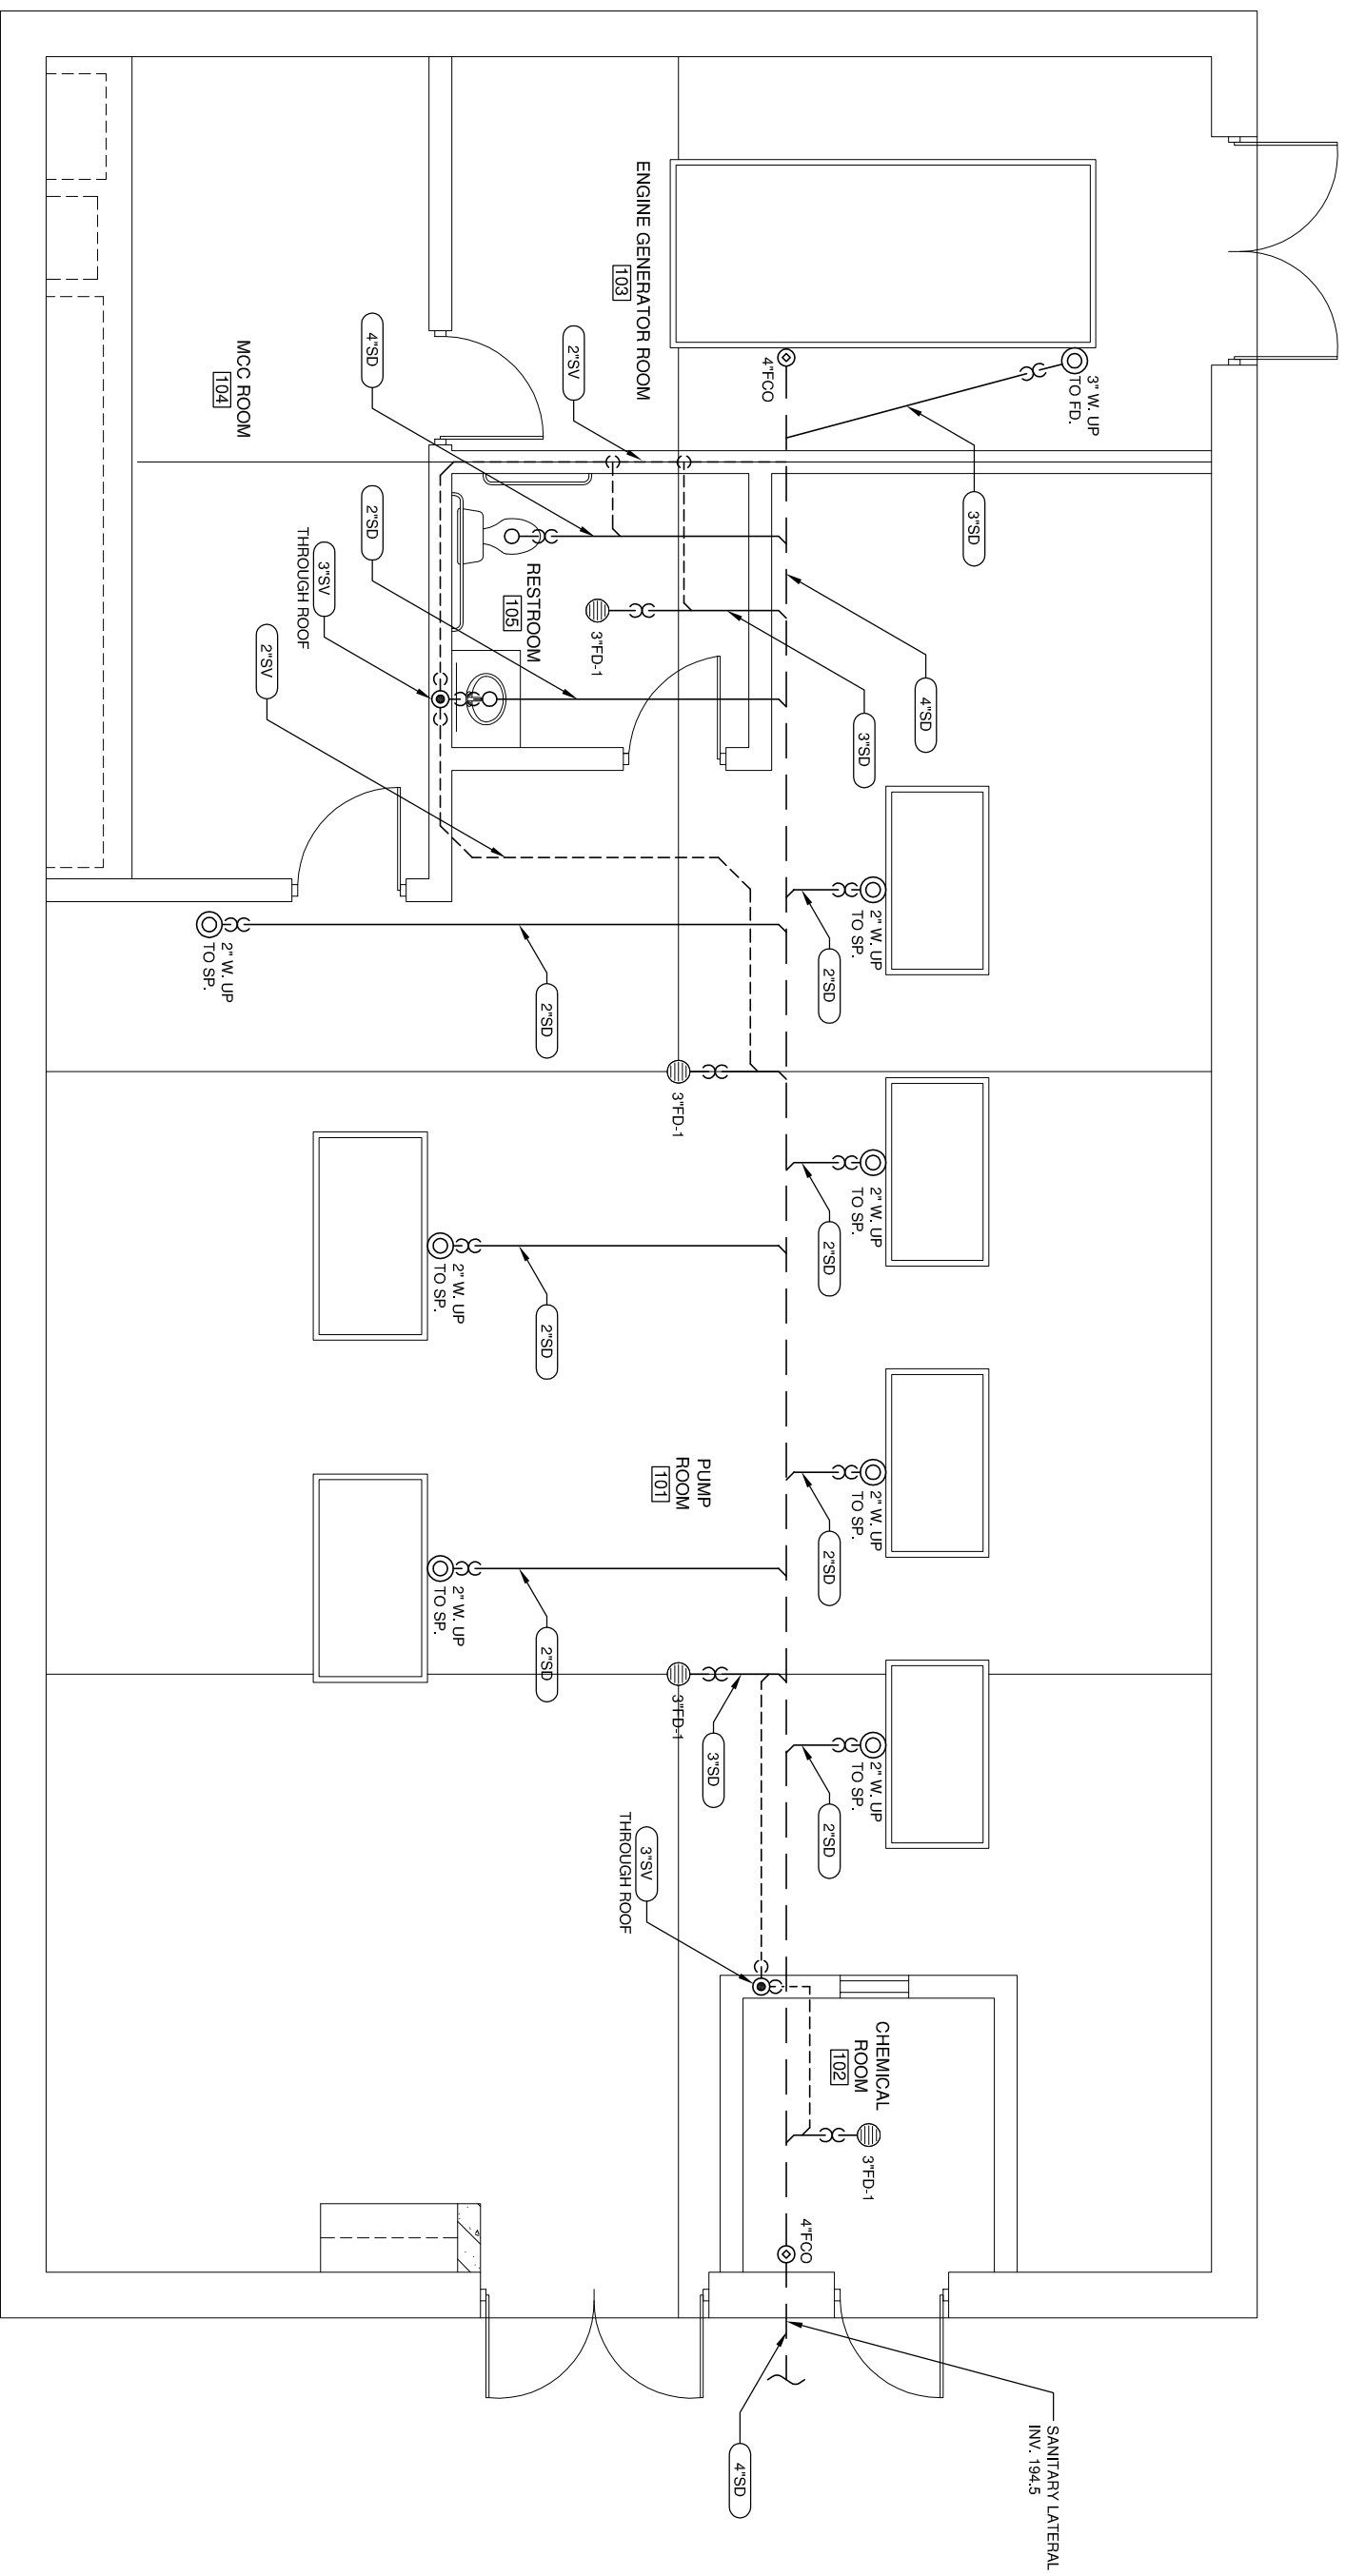 3" W. UP
TO FD.
4"FCO
3"SD
ENGINE GENERATOR ROOM
103
2"SV
4"SD
MCC ROOM
104
2"SD
3"SV
THROUGH ROOF
2"SV
RESTROOM
105
3"FD-1
4"SD
3"SD
2" W. UP
TO SP.
2"SD
2" W. UP
TO SP.
2"SD
3"FD-1
2" W. UP
TO SP.
2"SD
2" W. UP
TO SP.
2"SD
2" W. UP
TO SP.
2"SD
PUMP
ROOM
101
2" W. UP
TO SP.
2"SD
3"FD-1
3"SD
2" W. UP
TO SP.
2"SD
3"SV
THROUGH ROOF
CHEMICAL
ROOM
102
3"FD-1
4"FCO
SANITARY LATERAL
INV. 194.5
4"SD